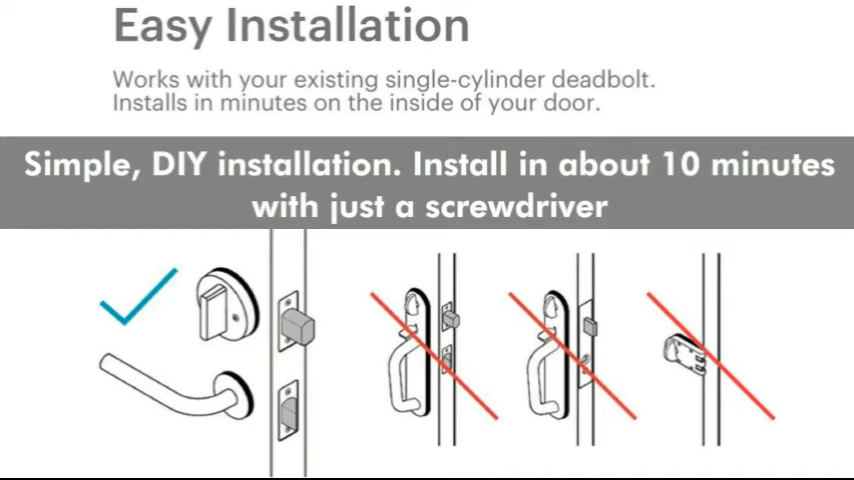 Easy Installation
Works with your existing single-cylinder deadbolt.
Installs in minutes on the inside of your door.
Simple, DIY installation. Install in about 10 minutes
with just a screwdriver